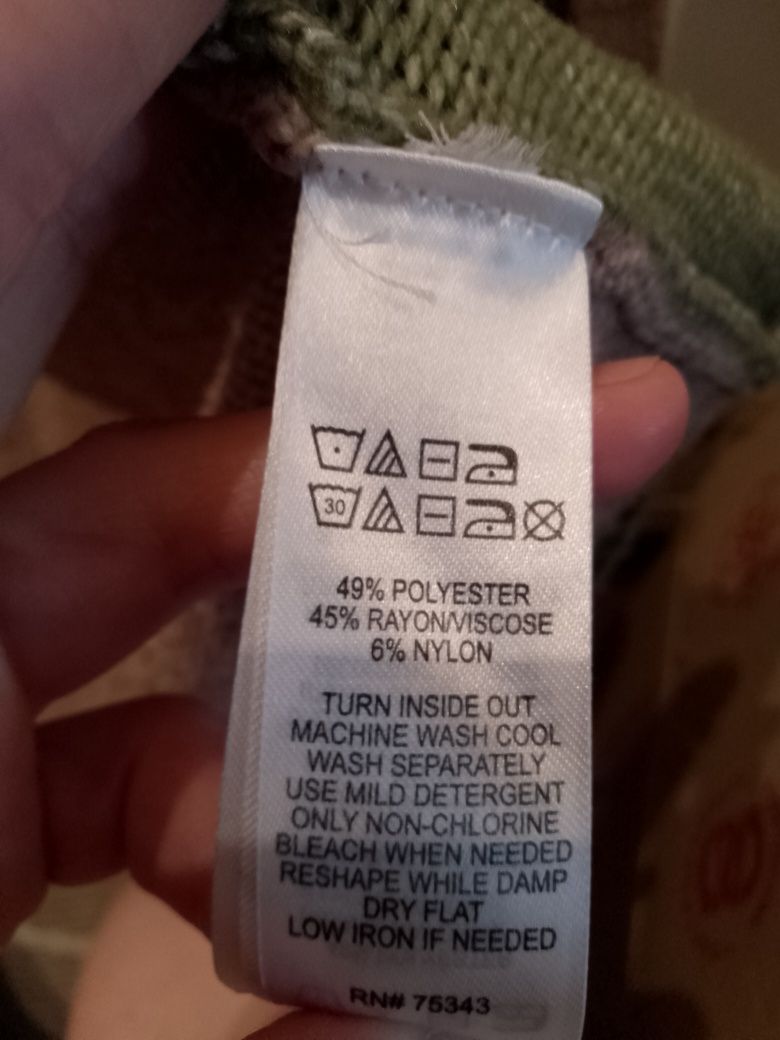 30
49% POLYESTER
45% RAYON/VISCOSE
6% NYLON
TURN INSIDE OUT
MACHINE WASH COOL
WASH SEPARATELY
USE MILD DETERGENT
ONLY NON-CHLORINE
BLEACH WHEN NEEDED
RESHAPE WHILE DAMP
DRY FLAT
LOW IRON IF NEEDED
RN# 75343